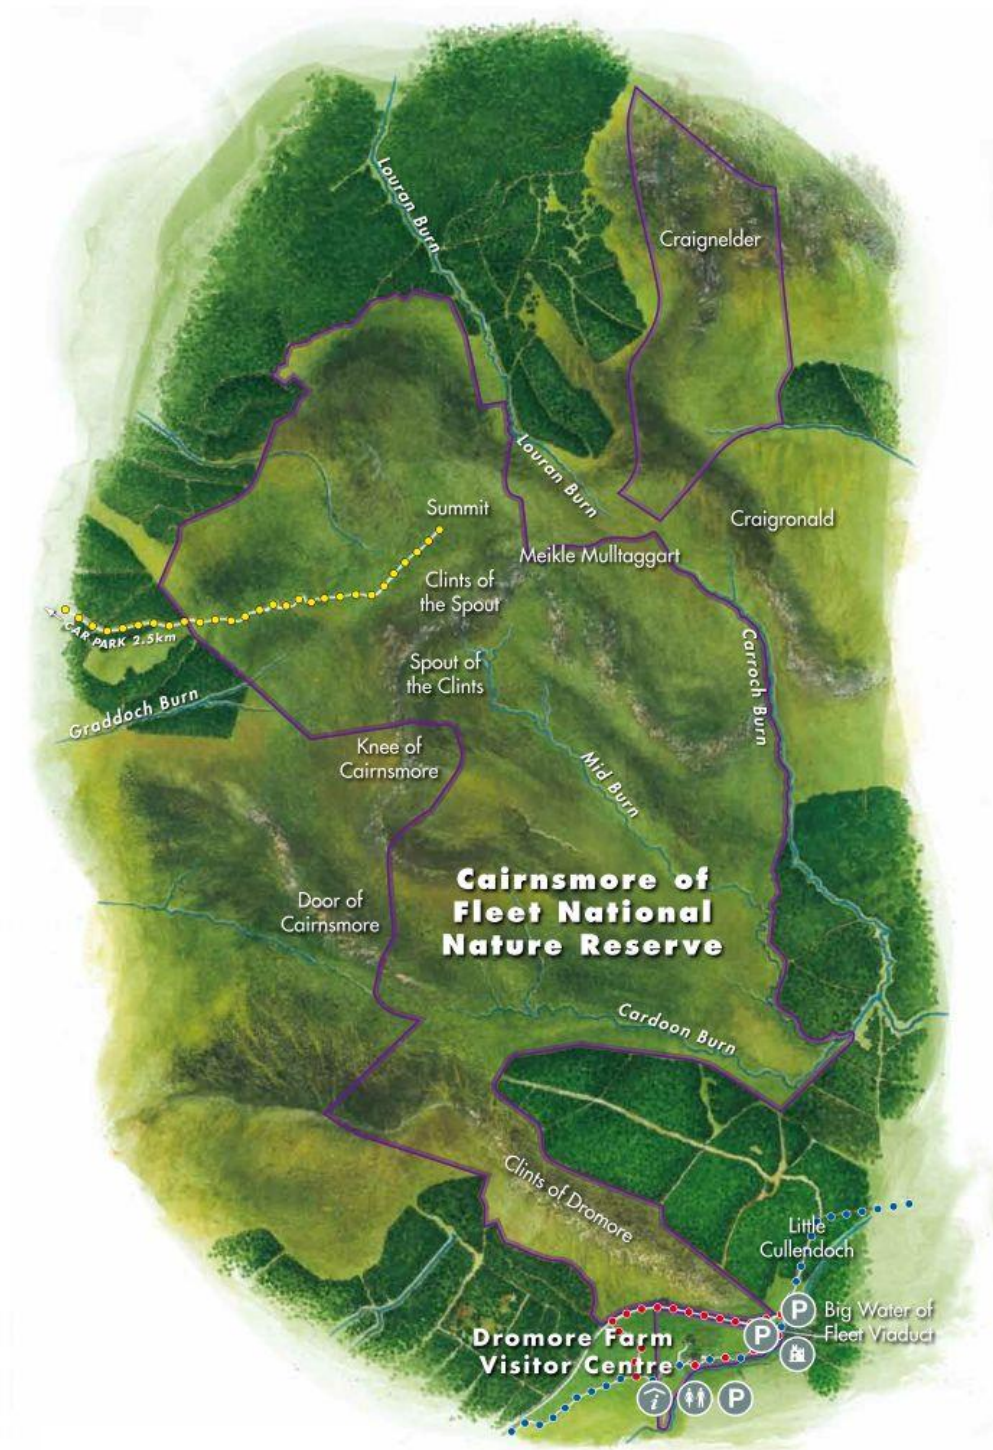 Louran Burn
Craignelder
Louran Burn
Summit
Craigronald
Meikle Mulltaggart
Clints of
the Spout
CAR PARK 2.5km
Carroch Burn
Spout of
the Clints
Graddoch Burn
Knee of
Cairnsmore
Mid Burn
Cairnsmore of
Fleet National
Nature Reserve
Door of
Cairnsmore
Cardoon Burn
Clints of Dromore
Little
Cullendoch
P
Big Water of
Fleet Viaduct
P
Dromore Farm
Visitor Centre
i
P